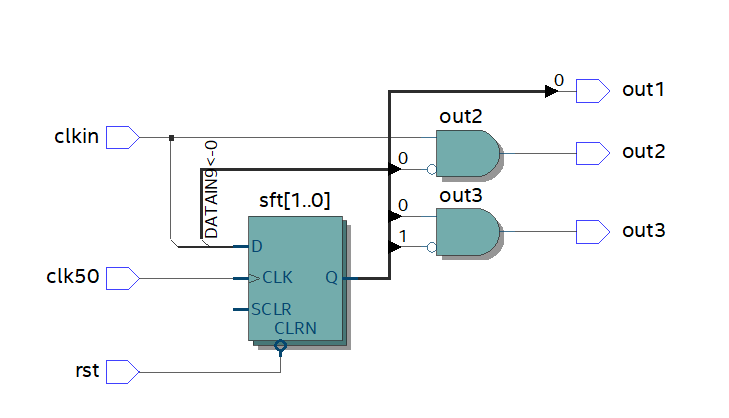 0
out1
out2
clkin
DATAIN9<-0
0
out2
out3
sft[1..0]
0
out3
1
D
clk50
CLK
Q
SCLR
CLRN
rst